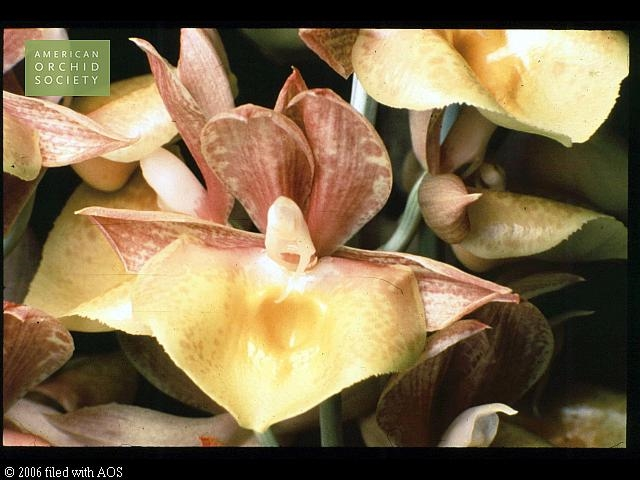 AMERICAN
ORCHID
SOCIETY
© 2006 filed with AOS